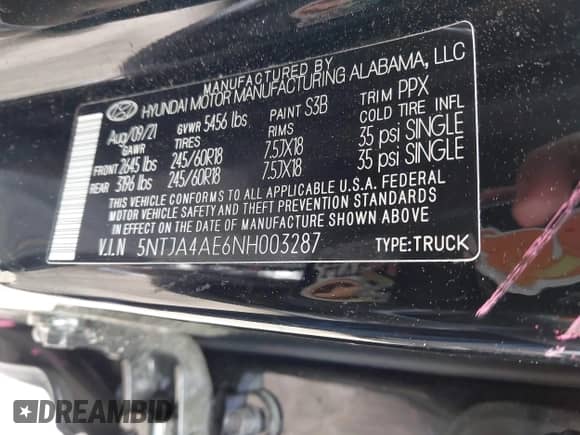 MANUFACTURED BY
HYUNDAI MOTOR MANUFACTURING ALABAMA, LLC
Aug/09/21 GVWR 5456 lbs PAINT S3B TRIM PPX
GAWR TIRES RIMS COLD TIRE INFL
FRONT 2645 lbs 245/60R18 7.5JX18 35 psi SINGLE
REAR 3196 lbs 245/60R18 7.5JX18 35 psi SINGLE
THIS VEHICLE CONFORMS TO ALL APPLICABLE U.S.A. FEDERAL
MOTOR VEHICLE SAFETY AND THEFT PREVENTION STANDARDS
IN EFFECT ON THE DATE OF MANUFACTURE SHOWN ABOVE.
V.I.N 5NTJA4AE6NH003287 TYPE:TRUCK
DREAMBID